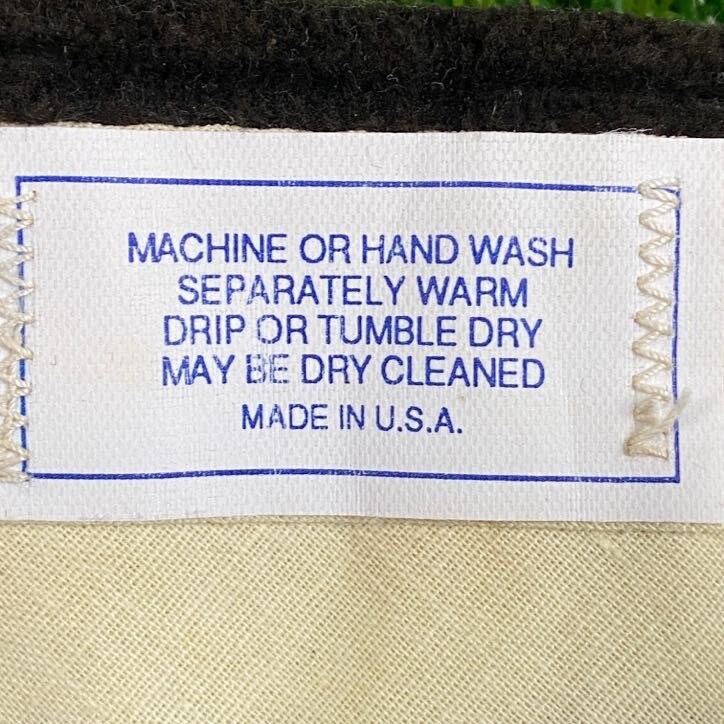 MACHINE OR HAND WASH
SEPARATELY WARM
DRIP OR TUMBLE DRY
MAY BE DRY CLEANED
MADE IN U.S.A.